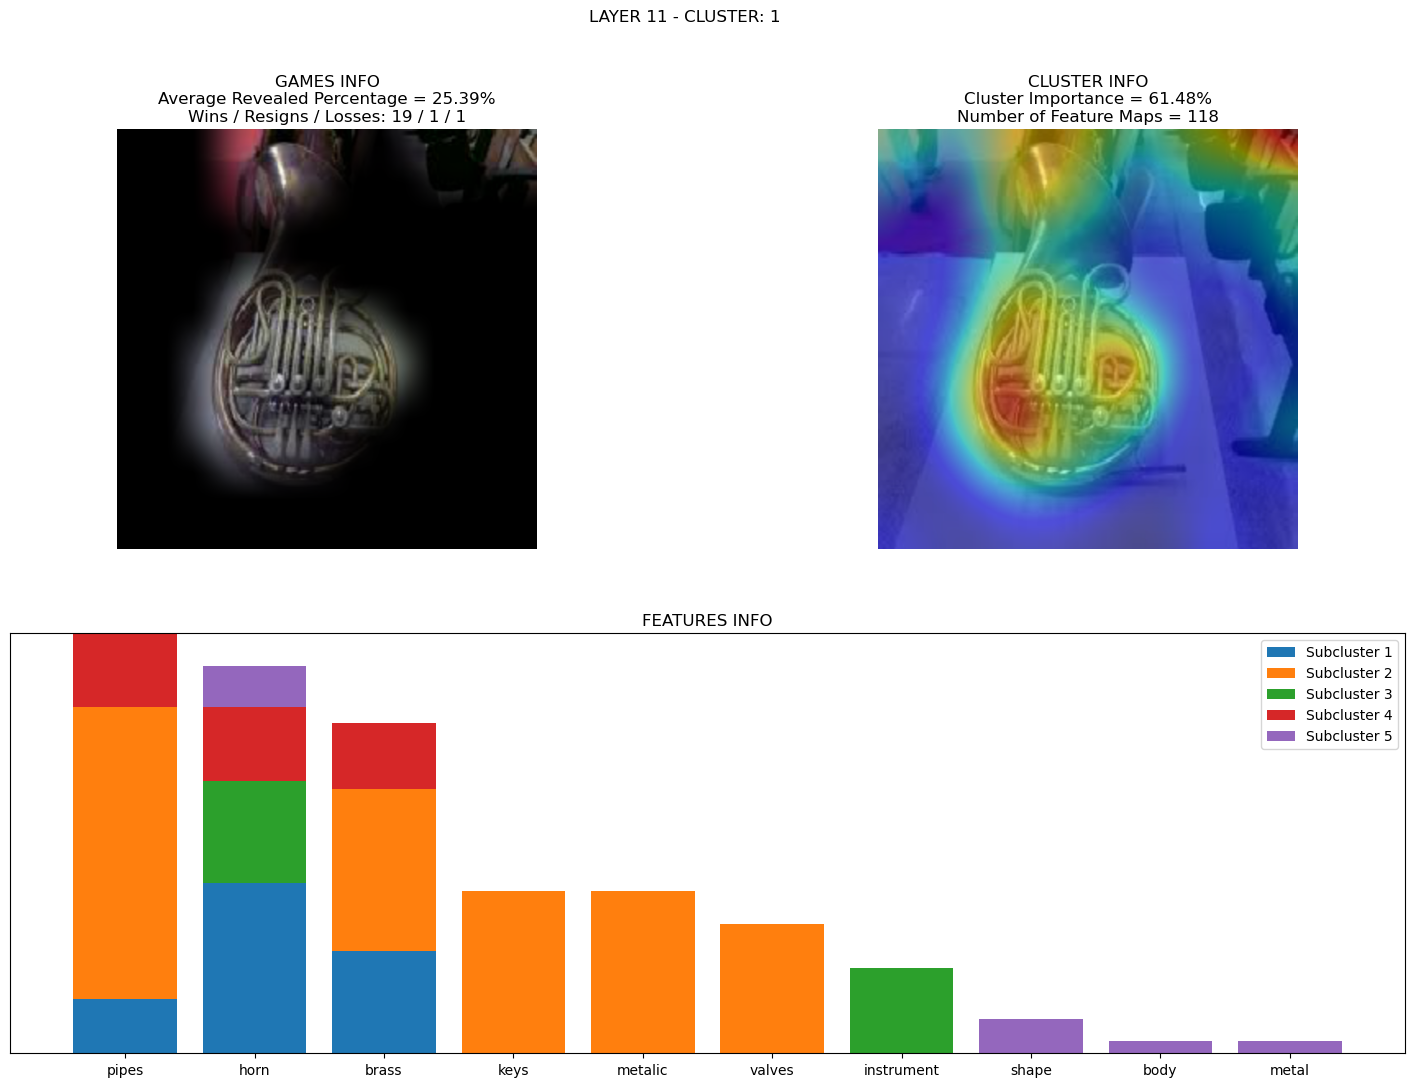 LAYER 11 - CLUSTER: 1
GAMES INFO
Average Revealed Percentage = 25.39%
Wins / Resigns / Losses: 19 / 1 / 1
CLUSTER INFO
Cluster Importance = 61.48%
Number of Feature Maps = 118
FEATURES INFO
Subcluster 1
Subcluster 2
Subcluster 3
Subcluster 4
Subcluster 5
pipes horn brass keys metalic valves instrument shape body metal